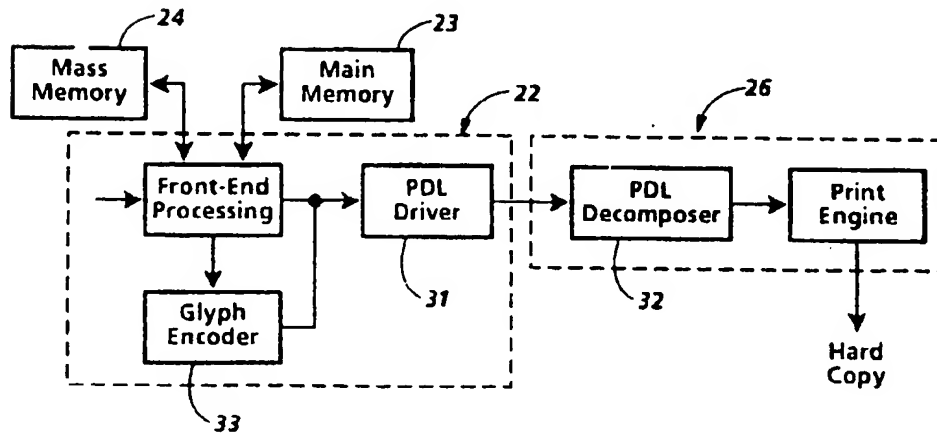 24
23
Mass
Memory
Main
Memory
22
26
Front-End
Processing
PDL
Driver
PDL
Decomposer
Print
Engine
31
32
Glyph
Encoder
Hard
Copy
33